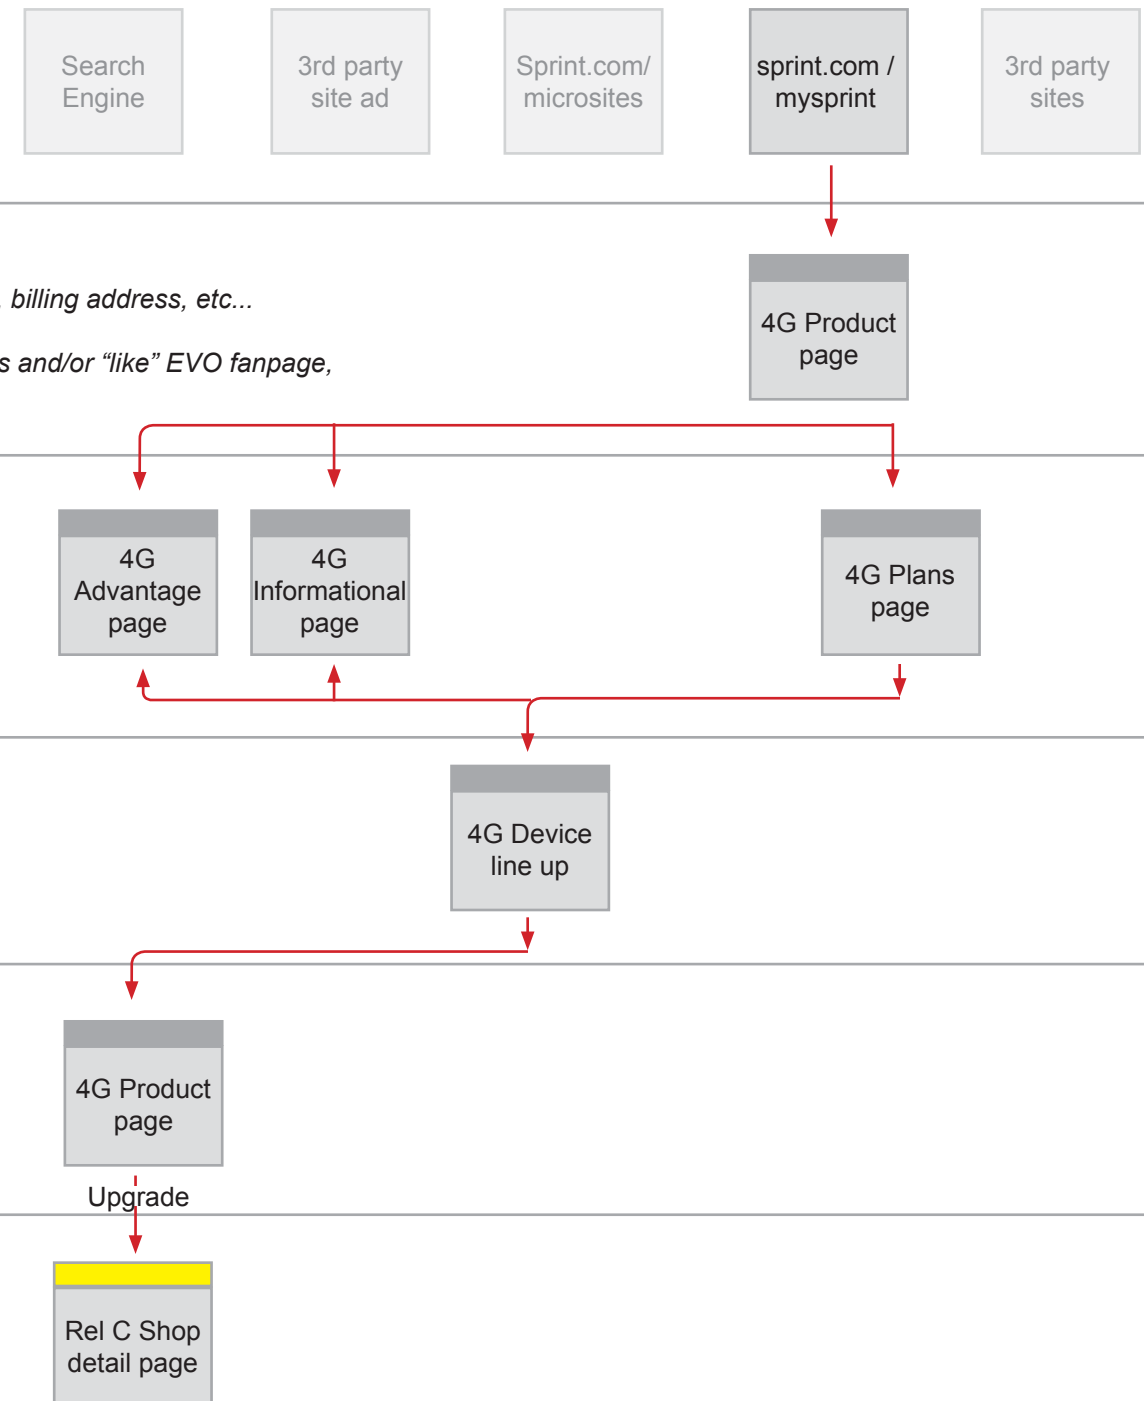 Search
Engine
3rd party
site ad
Sprint.com/
microsites
sprint.com /
mysprint
3rd party
sites
billing address, etc...
s and/or “like” EVO fanpage,
4G Product
page
4G
Advantage
page
4G
Informational
page
4G Plans
page
4G Device
line up
4G Product
page
Upgrade
Rel C Shop
detail page